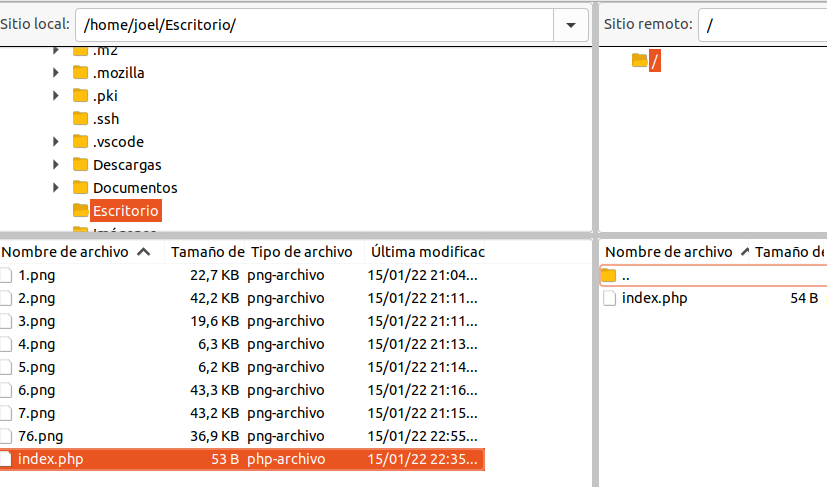 Sitio local: /home/joel/Escritorio/
.m2
.mozilla
.pki
.ssh
.vscode
Descargas
Documentos
Escritorio
Nombre de archivo Tamaño de Tipo de archivo Última modificac
1.png 22,7 KB png-archivo 15/01/22 21:04...
2.png 42,2 KB png-archivo 15/01/22 21:11...
3.png 19,6 KB png-archivo 15/01/22 21:11...
4.png 6,3 KB png-archivo 15/01/22 21:13...
5.png 6,2 KB png-archivo 15/01/22 21:14...
6.png 43,3 KB png-archivo 15/01/22 21:16...
7.png 43,2 KB png-archivo 15/01/22 21:15...
76.png 36,9 KB png-archivo 15/01/22 22:55...
index.php 53 B php-archivo 15/01/22 22:35...
Sitio remoto: /
/
Nombre de archivo Tamaño de
..
index.php 54 B